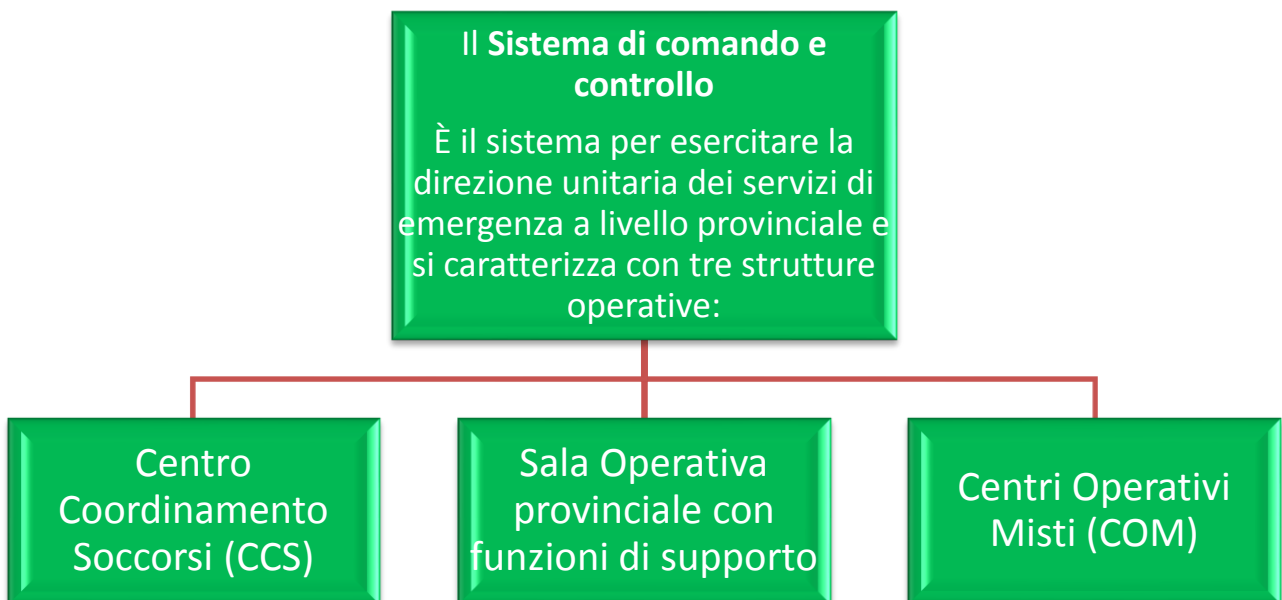 Il Sistema di comando e
controllo
È il sistema per esercitare la
direzione unitaria dei servizi di
emergenza a livello provinciale e
si caratterizza con tre strutture
operative:
Centro
Coordinamento
Soccorsi (CCS)
Sala Operativa
provinciale con
funzioni di supporto
Centri Operativi
Misti (COM)